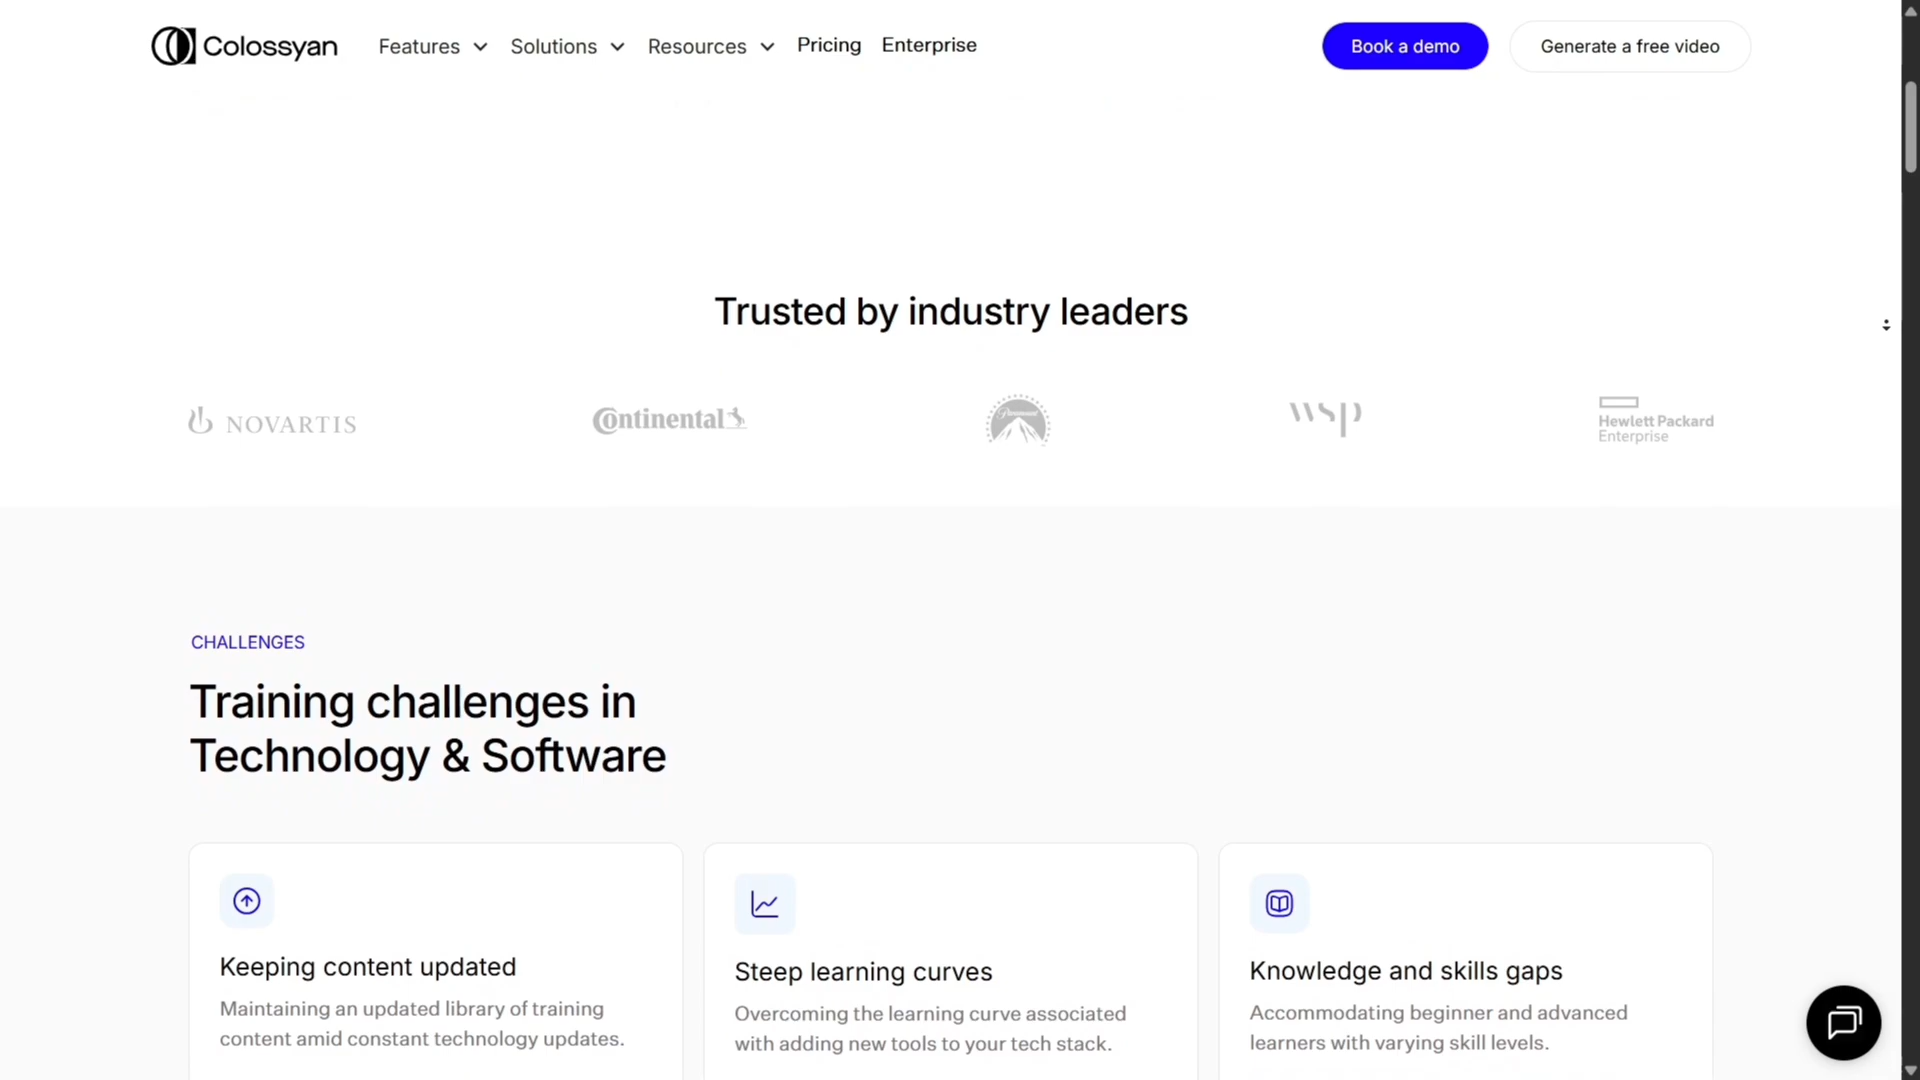 Colossyan
Features
Solutions
Resources
Pricing
Enterprise
Book a demo
Generate a free video
Trusted by industry leaders
NOVARTIS
Continental
Paramount
wsp
Hewlett Packard
Enterprise
CHALLENGES
Training challenges in
Technology & Software
Keeping content updated
Maintaining an updated library of training
content amid constant technology updates.
Steep learning curves
Overcoming the learning curve associated
with adding new tools to your tech stack.
Knowledge and skills gaps
Accommodating beginner and advanced
learners with varying skill levels.